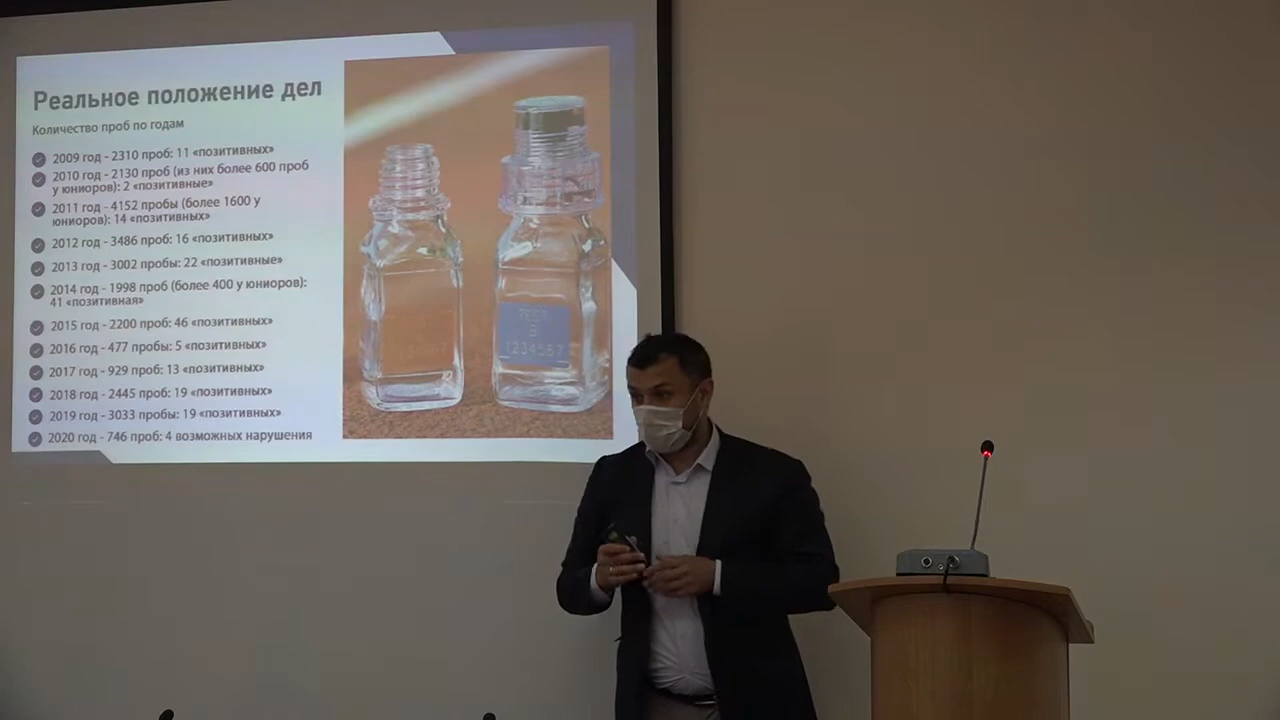 Реальное положение дел
Количество проб по годам
2009 год - 2310 проб: 11 «позитивных»
2010 год - 2130 проб (из них более 600 проб
у юниоров): 2 «позитивные»
2011 год - 4152 пробы (более 1600 у
юниоров): 14 «позитивных»
2012 год - 3486 проб: 16 «позитивных»
2013 год - 3002 пробы: 22 «позитивные»
2014 год - 1998 проб (более 400 у юниоров):
41 «позитивная»
2015 год - 2200 проб: 46 «позитивных»
2016 год - 477 пробы: 5 «позитивных»
2017 год - 929 проб: 13 «позитивных»
2018 год - 2445 проб: 19 «позитивных»
2019 год - 3033 пробы: 19 «позитивных»
2020 год - 746 проб: 4 возможных нарушения
TEST
B
1234567